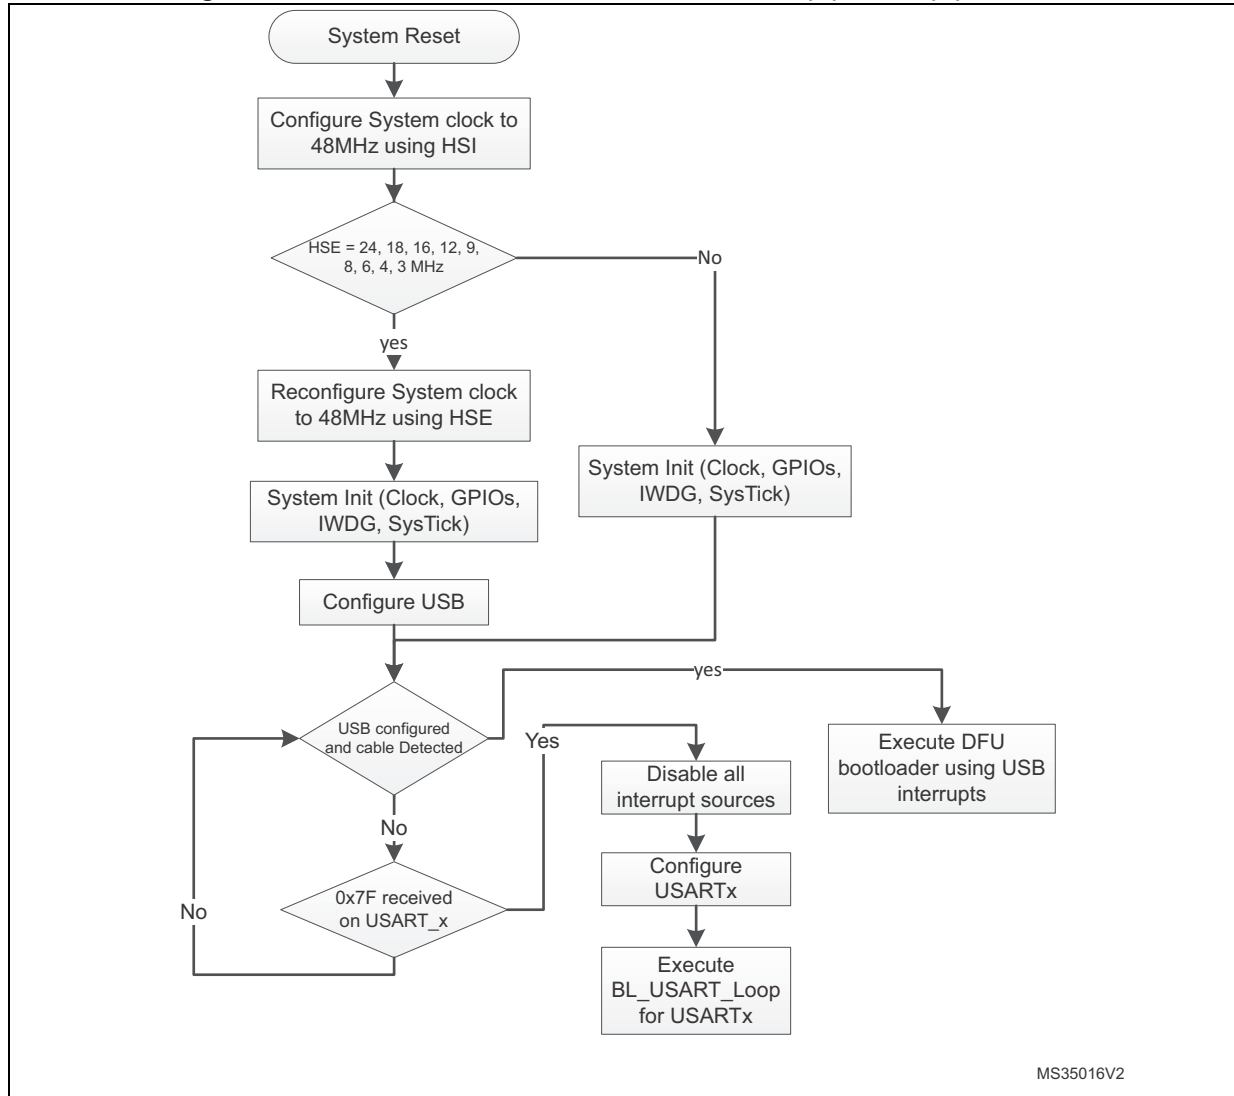 System Reset
Configure System clock to
48MHz using HSI
HSE = 24, 18, 16, 12, 9,
8, 6, 4, 3 MHz
No
yes
Reconfigure System clock
to 48MHz using HSE
System Init (Clock, GPIOs,
IWDG, SysTick)
System Init (Clock, GPIOs,
IWDG, SysTick)
Configure USB
yes
USB configured
and cable Detected
Yes
Execute DFU
bootloader using USB
interrupts
Disable all
interrupt sources
No
Configure
USARTx
0x7F received
on USART_x
No
Execute
BL_USART_Loop
for USARTx
MS35016V2